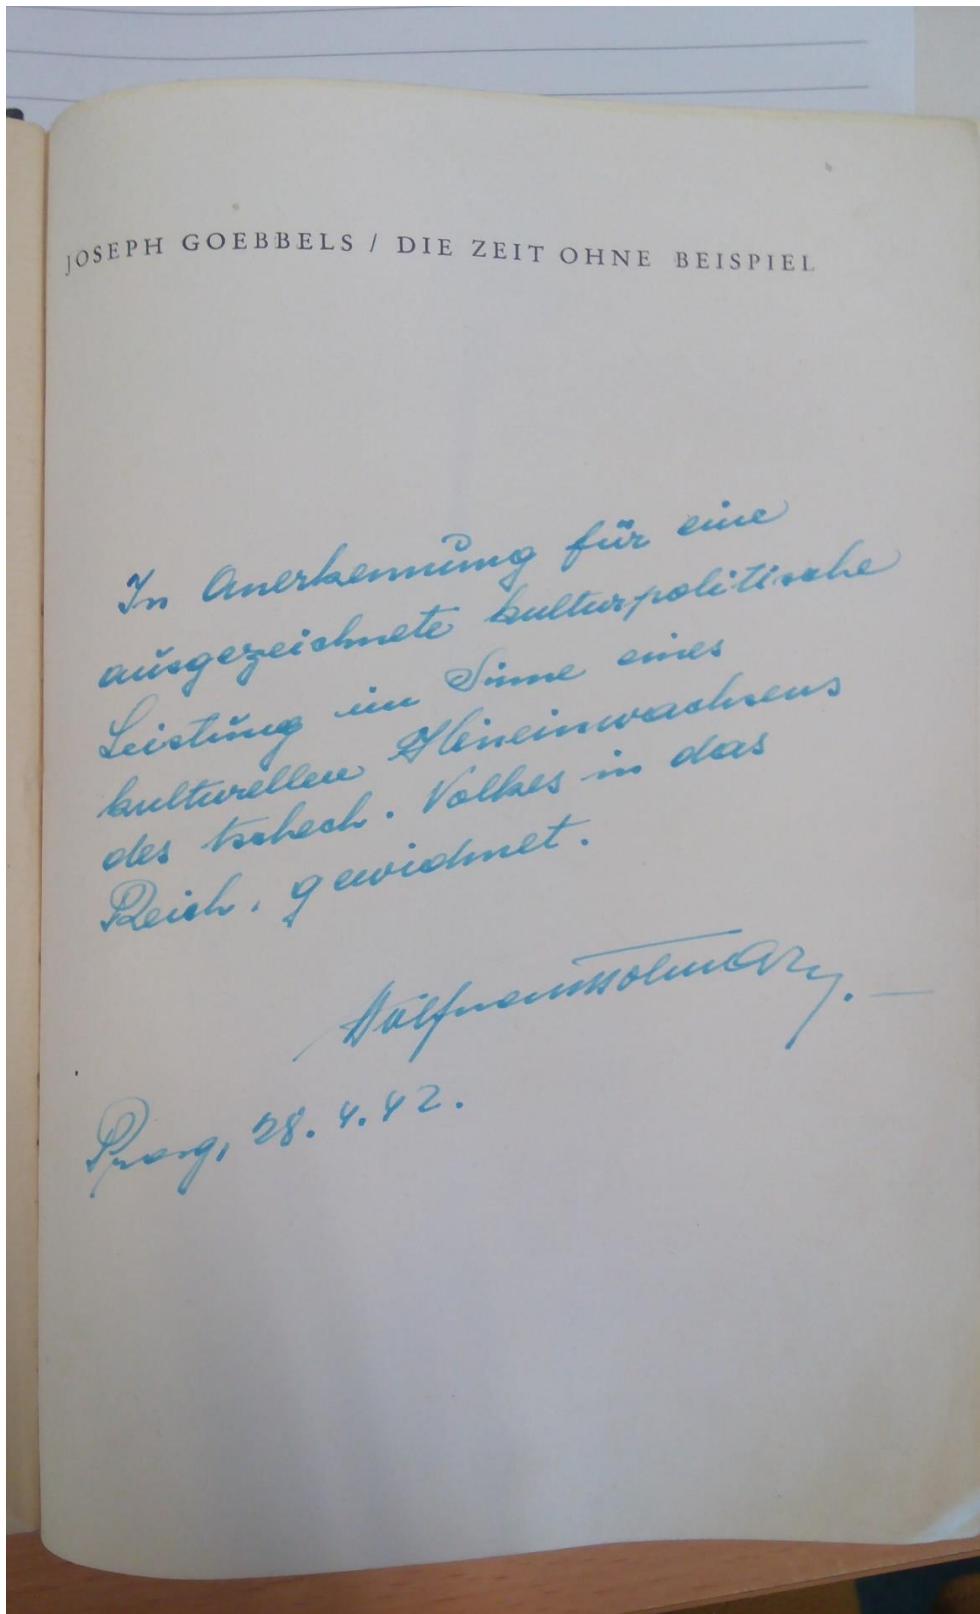 JOSEPH GOEBBELS / DIE ZEIT OHNE BEISPIEL
In Anerkennung für eine
ausgezeichnete kulturpolitische
Leistung im Sinne eines
kulturellen Hineinwachsens
des tschech. Volkes in das
Reich, gewidmet.
Prag, 28. 4. 42.